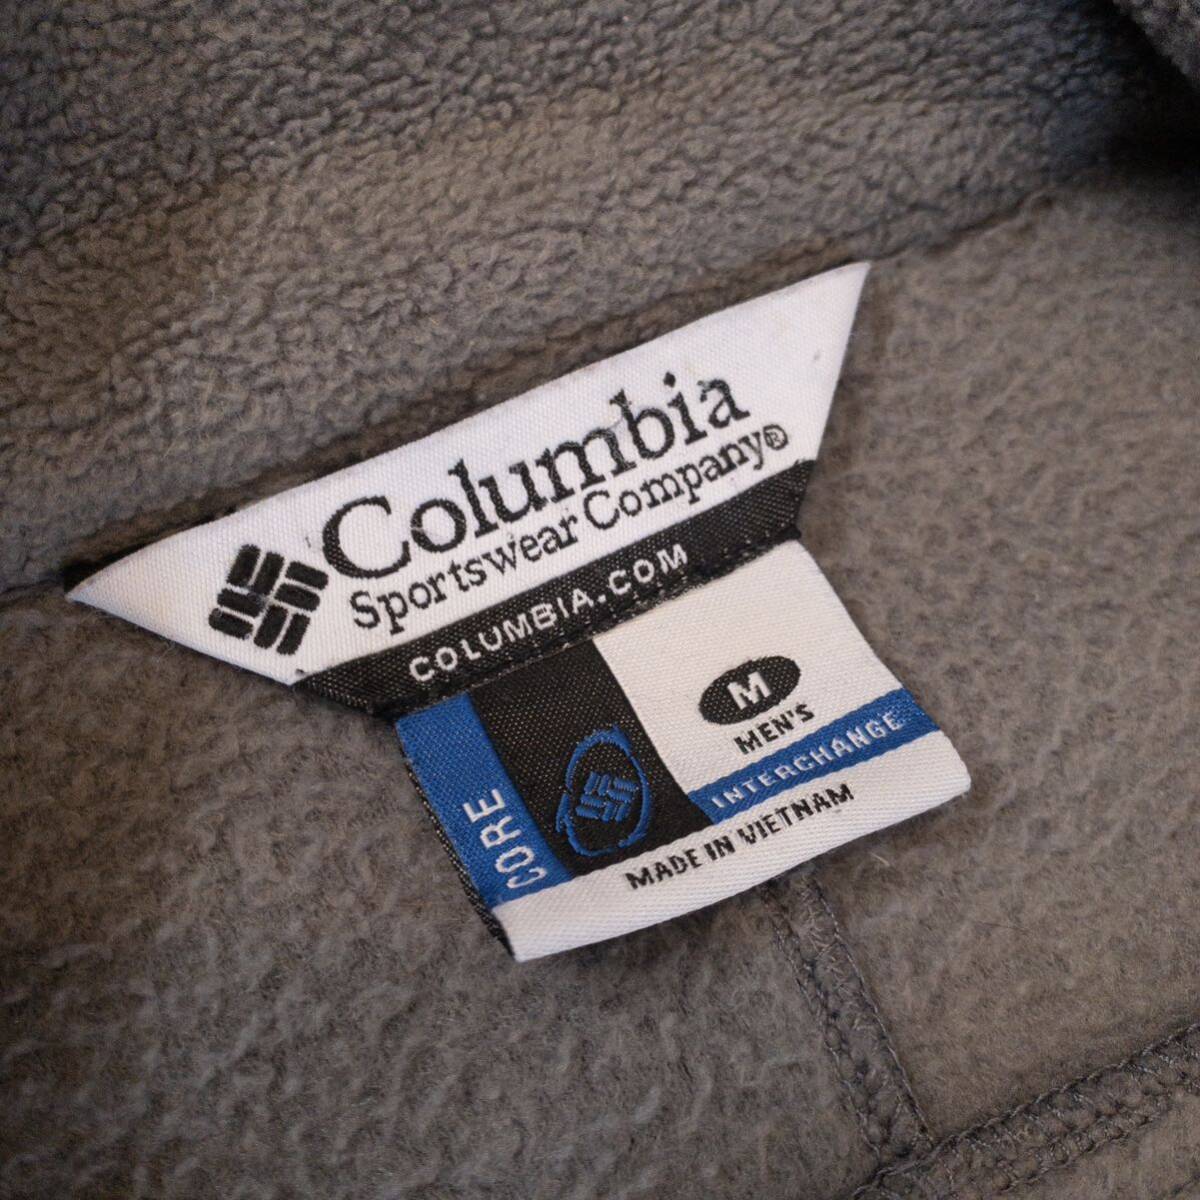 Columbia
Sportswear Company®
COLUMBIA.COM
CORE
M
MEN'S
INTERCHANGE
MADE IN VIETNAM